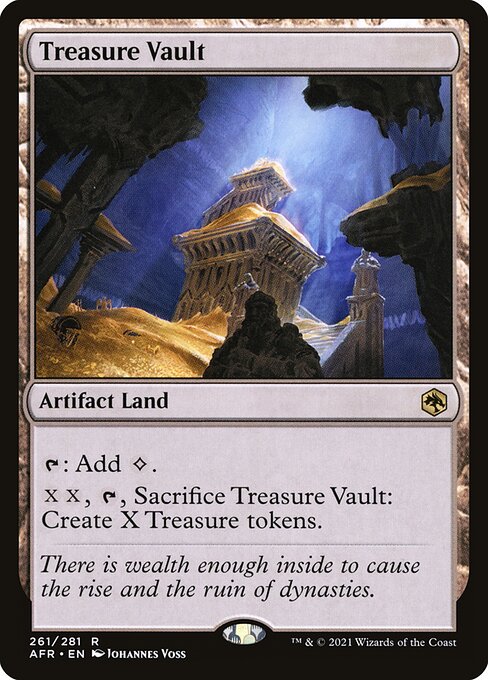 Treasure Vault
Artifact Land
: Add .
X X, , Sacrifice Treasure Vault:
Create X Treasure tokens.
There is wealth enough inside to cause
the rise and the ruin of dynasties.
261/281 R
AFR • EN Johannes Voss
™ & © 2021 Wizards of the Coast